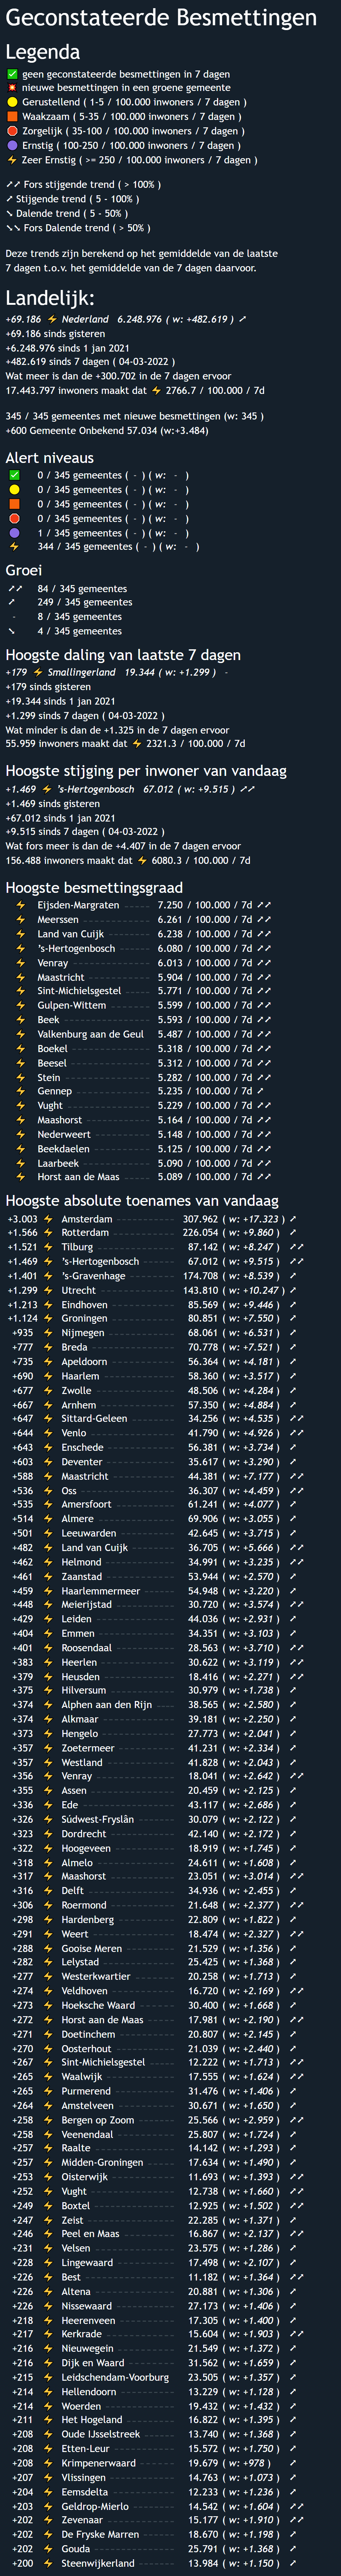 Geconstateerde Besmettingen
Legenda
✅ geen geconstateerde besmettingen in 7 dagen
💥 nieuwe besmettingen in een groene gemeente
🟡 Gerustellend ( 1-5 / 100.000 inwoners / 7 dagen )
🟧 Waakzaam ( 5-35 / 100.000 inwoners / 7 dagen )
🔴 Zorgelijk ( 35-100 / 100.000 inwoners / 7 dagen )
🟣 Ernstig ( 100-250 / 100.000 inwoners / 7 dagen )
⚡ Zeer Ernstig ( >= 250 / 100.000 inwoners / 7 dagen )
⤤⤤ Fors stijgende trend ( > 100% )
⤤ Stijgende trend ( 5 - 100% )
⤥ Dalende trend ( 5 - 50% )
⤥⤥ Fors Dalende trend ( > 50% )
Deze trends zijn berekend op het gemiddelde van de laatste
7 dagen t.o.v. het gemiddelde van de 7 dagen daarvoor.
Landelijk:
+69.186 ⚡ Nederland 6.248.976 ( w: +482.619 ) ⤤
+69.186 sinds gisteren
+6.248.976 sinds 1 jan 2021
+482.619 sinds 7 dagen ( 04-03-2022 )
Wat meer is dan de +300.702 in de 7 dagen ervoor
17.443.797 inwoners maakt dat ⚡ 2766.7 / 100.000 / 7d
345 / 345 gemeentes met nieuwe besmettingen (w: 345 )
+600 Gemeente Onbekend 57.034 (w:+3.484)
Alert niveaus
✅ 0 / 345 gemeentes ( - ) ( w: - )
🟡 0 / 345 gemeentes ( - ) ( w: - )
🟧 0 / 345 gemeentes ( - ) ( w: - )
🔴 0 / 345 gemeentes ( - ) ( w: - )
🟣 1 / 345 gemeentes ( - ) ( w: - )
⚡ 344 / 345 gemeentes ( - ) ( w: - )
Groei
⤤⤤ 84 / 345 gemeentes
⤤ 249 / 345 gemeentes
- 8 / 345 gemeentes
⤥ 4 / 345 gemeentes
Hoogste daling van laatste 7 dagen
+179 ⚡ Smallingerland 19.344 ( w: +1.299 ) -
+179 sinds gisteren
+19.344 sinds 1 jan 2021
+1.299 sinds 7 dagen ( 04-03-2022 )
Wat minder is dan de +1.325 in de 7 dagen ervoor
55.959 inwoners maakt dat ⚡ 2321.3 / 100.000 / 7d
Hoogste stijging per inwoner van vandaag
+1.469 ⚡ 's-Hertogenbosch 67.012 ( w: +9.515 ) ⤤⤤
+1.469 sinds gisteren
+67.012 sinds 1 jan 2021
+9.515 sinds 7 dagen ( 04-03-2022 )
Wat fors meer is dan de +4.407 in de 7 dagen ervoor
156.488 inwoners maakt dat ⚡ 6080.3 / 100.000 / 7d
Hoogste besmettingsgraad
⚡ Eijsden-Margraten 7.250 / 100.000 / 7d ⤤⤤
⚡ Meerssen 6.261 / 100.000 / 7d ⤤⤤
⚡ Land van Cuijk 6.238 / 100.000 / 7d ⤤⤤
⚡ 's-Hertogenbosch 6.080 / 100.000 / 7d ⤤⤤
⚡ Venray 6.013 / 100.000 / 7d ⤤⤤
⚡ Maastricht 5.904 / 100.000 / 7d ⤤⤤
⚡ Sint-Michielsgestel 5.771 / 100.000 / 7d ⤤⤤
⚡ Gulpen-Wittem 5.599 / 100.000 / 7d ⤤⤤
⚡ Beek 5.593 / 100.000 / 7d ⤤⤤
⚡ Valkenburg aan de Geul 5.487 / 100.000 / 7d ⤤⤤
⚡ Boekel 5.318 / 100.000 / 7d ⤤⤤
⚡ Beesel 5.312 / 100.000 / 7d ⤤⤤
⚡ Stein 5.282 / 100.000 / 7d ⤤⤤
⚡ Gennep 5.235 / 100.000 / 7d ⤤
⚡ Vught 5.229 / 100.000 / 7d ⤤⤤
⚡ Maashorst 5.164 / 100.000 / 7d ⤤⤤
⚡ Nederweert 5.148 / 100.000 / 7d ⤤⤤
⚡ Beekdaelen 5.125 / 100.000 / 7d ⤤⤤
⚡ Laarbeek 5.090 / 100.000 / 7d ⤤⤤
⚡ Horst aan de Maas 5.089 / 100.000 / 7d ⤤⤤
Hoogste absolute toenames van vandaag
+3.003 ⚡ Amsterdam 307.962 ( w: +17.323 ) ⤤
+1.566 ⚡ Rotterdam 226.054 ( w: +9.860 ) ⤤
+1.521 ⚡ Tilburg 87.142 ( w: +8.247 ) ⤤⤤
+1.469 ⚡ 's-Hertogenbosch 67.012 ( w: +9.515 ) ⤤⤤
+1.401 ⚡ 's-Gravenhage 174.708 ( w: +8.539 ) ⤤
+1.299 ⚡ Utrecht 143.810 ( w: +10.247 ) ⤤
+1.213 ⚡ Eindhoven 85.569 ( w: +9.446 ) ⤤
+1.124 ⚡ Groningen 80.851 ( w: +7.550 ) ⤤
+935 ⚡ Nijmegen 68.061 ( w: +6.531 ) ⤤
+777 ⚡ Breda 70.778 ( w: +7.521 ) ⤤
+735 ⚡ Apeldoorn 56.364 ( w: +4.181 ) ⤤
+690 ⚡ Haarlem 58.360 ( w: +3.517 ) ⤤
+677 ⚡ Zwolle 48.506 ( w: +4.284 ) ⤤
+667 ⚡ Arnhem 57.350 ( w: +4.884 ) ⤤
+647 ⚡ Sittard-Geleen 34.256 ( w: +4.535 ) ⤤⤤
+644 ⚡ Venlo 41.790 ( w: +4.926 ) ⤤⤤
+643 ⚡ Enschede 56.381 ( w: +3.734 ) ⤤
+603 ⚡ Deventer 35.617 ( w: +3.290 ) ⤤
+588 ⚡ Maastricht 44.381 ( w: +7.177 ) ⤤⤤
+536 ⚡ Oss 36.307 ( w: +4.459 ) ⤤⤤
+535 ⚡ Amersfoort 61.241 ( w: +4.077 ) ⤤
+514 ⚡ Almere 69.906 ( w: +3.055 ) ⤤
+501 ⚡ Leeuwarden 42.645 ( w: +3.715 ) ⤤
+482 ⚡ Land van Cuijk 36.705 ( w: +5.666 ) ⤤⤤
+462 ⚡ Helmond 34.991 ( w: +3.235 ) ⤤⤤
+461 ⚡ Zaanstad 53.944 ( w: +2.570 ) ⤤
+459 ⚡ Haarlemmermeer 54.948 ( w: +3.220 ) ⤤
+448 ⚡ Meierijstad 30.720 ( w: +3.574 ) ⤤⤤
+429 ⚡ Leiden 44.036 ( w: +2.931 ) ⤤
+404 ⚡ Emmen 34.351 ( w: +3.103 ) ⤤
+401 ⚡ Roosendaal 28.563 ( w: +3.710 ) ⤤⤤
+383 ⚡ Heerlen 30.622 ( w: +3.119 ) ⤤⤤
+379 ⚡ Heusden 18.416 ( w: +2.271 ) ⤤⤤
+375 ⚡ Hilversum 30.979 ( w: +1.738 ) ⤤
+374 ⚡ Alphen aan den Rijn 38.565 ( w: +2.580 ) ⤤
+374 ⚡ Alkmaar 39.181 ( w: +2.250 ) ⤤
+373 ⚡ Hengelo 27.773 ( w: +2.041 ) ⤤
+357 ⚡ Zoetermeer 41.231 ( w: +2.334 ) ⤤
+357 ⚡ Westland 41.828 ( w: +2.043 ) ⤤
+356 ⚡ Venray 18.041 ( w: +2.642 ) ⤤⤤
+355 ⚡ Assen 20.459 ( w: +2.125 ) ⤤
+336 ⚡ Ede 43.117 ( w: +2.686 ) ⤤
+326 ⚡ Súdwest-Fryslân 30.079 ( w: +2.122 ) ⤤
+323 ⚡ Dordrecht 42.140 ( w: +2.172 ) ⤤
+322 ⚡ Hoogeveen 18.919 ( w: +1.745 ) ⤤
+318 ⚡ Almelo 24.611 ( w: +1.608 ) ⤤
+317 ⚡ Maashorst 23.051 ( w: +3.014 ) ⤤⤤
+316 ⚡ Delft 34.936 ( w: +2.455 ) ⤤
+306 ⚡ Roermond 21.648 ( w: +2.377 ) ⤤⤤
+298 ⚡ Hardenberg 22.809 ( w: +1.822 ) ⤤
+291 ⚡ Weert 18.474 ( w: +2.327 ) ⤤⤤
+288 ⚡ Gooise Meren 21.529 ( w: +1.356 ) ⤤
+282 ⚡ Lelystad 25.425 ( w: +1.368 ) ⤤
+277 ⚡ Westerkwartier 20.258 ( w: +1.713 ) ⤤
+274 ⚡ Veldhoven 16.720 ( w: +2.169 ) ⤤⤤
+273 ⚡ Hoeksche Waard 30.400 ( w: +1.668 ) ⤤
+272 ⚡ Horst aan de Maas 17.981 ( w: +2.190 ) ⤤⤤
+271 ⚡ Doetinchem 20.807 ( w: +2.145 ) ⤤
+270 ⚡ Oosterhout 21.039 ( w: +2.440 ) ⤤
+267 ⚡ Sint-Michielsgestel 12.222 ( w: +1.713 ) ⤤⤤
+265 ⚡ Waalwijk 17.555 ( w: +1.624 ) ⤤⤤
+265 ⚡ Purmerend 31.476 ( w: +1.406 ) ⤤
+264 ⚡ Amstelveen 30.671 ( w: +1.650 ) ⤤
+258 ⚡ Bergen op Zoom 25.566 ( w: +2.959 ) ⤤⤤
+258 ⚡ Veenendaal 25.807 ( w: +1.724 ) ⤤
+257 ⚡ Raalte 14.142 ( w: +1.293 ) ⤤
+257 ⚡ Midden-Groningen 17.634 ( w: +1.490 ) ⤤
+253 ⚡ Oisterwijk 11.693 ( w: +1.393 ) ⤤⤤
+252 ⚡ Vught 12.738 ( w: +1.660 ) ⤤⤤
+249 ⚡ Boxtel 12.925 ( w: +1.502 ) ⤤⤤
+247 ⚡ Zeist 22.285 ( w: +1.371 ) ⤤
+246 ⚡ Peel en Maas 16.867 ( w: +2.137 ) ⤤⤤
+231 ⚡ Velsen 23.575 ( w: +1.286 ) ⤤
+228 ⚡ Lingewaard 17.498 ( w: +2.107 ) ⤤
+226 ⚡ Best 11.182 ( w: +1.364 ) ⤤⤤
+226 ⚡ Altena 20.881 ( w: +1.306 ) ⤤
+226 ⚡ Nissewaard 27.173 ( w: +1.406 ) ⤤
+218 ⚡ Heerenveen 17.305 ( w: +1.400 ) ⤤
+217 ⚡ Kerkrade 15.604 ( w: +1.903 ) ⤤⤤
+216 ⚡ Nieuwegein 21.549 ( w: +1.372 ) ⤤
+216 ⚡ Dijk en Waard 31.562 ( w: +1.659 ) ⤤
+215 ⚡ Leidschendam-Voorburg 23.505 ( w: +1.357 ) ⤤
+214 ⚡ Hellendoorn 13.229 ( w: +1.128 ) ⤤
+214 ⚡ Woerden 19.432 ( w: +1.432 ) ⤤
+211 ⚡ Het Hogeland 16.822 ( w: +1.395 ) ⤤
+208 ⚡ Oude IJsselstreek 13.740 ( w: +1.368 ) ⤤
+208 ⚡ Etten-Leur 15.572 ( w: +1.750 ) ⤤
+208 ⚡ Krimpenerwaard 19.679 ( w: +978 ) ⤤
+207 ⚡ Vlissingen 14.763 ( w: +1.073 ) ⤤
+204 ⚡ Eemsdelta 12.233 ( w: +1.236 ) ⤤
+203 ⚡ Geldrop-Mierlo 14.542 ( w: +1.604 ) ⤤⤤
+202 ⚡ Zevenaar 15.177 ( w: +1.910 ) ⤤⤤
+202 ⚡ De Fryske Marren 18.670 ( w: +1.198 ) ⤤
+202 ⚡ Gouda 25.791 ( w: +1.368 ) ⤤
+200 ⚡ Steenwijkerland 13.984 ( w: +1.150 ) ⤤